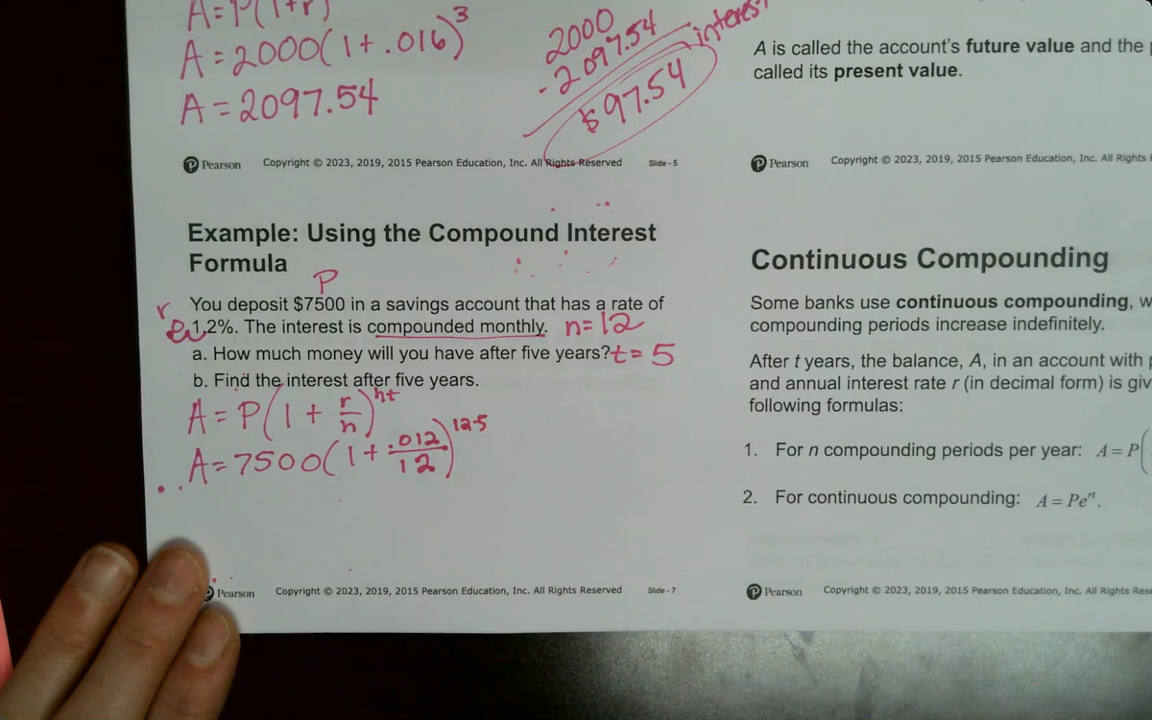 A = P(1+r)
A = 2000(1 + .016)^3
A = 2097.54
2000
- 2097.54
$97.54
interest
Pearson Copyright © 2023, 2019, 2015 Pearson Education, Inc. All Rights Reserved Slide - 5
Example: Using the Compound Interest
Formula
P
r You deposit $7500 in a savings account that has a rate of
1.2%. The interest is compounded monthly. n=12
a. How much money will you have after five years? t = 5
b. Find the interest after five years.
A = P(1 + r/n)^nt
A = 7500(1 + .012/12)^12·5
Pearson Copyright © 2023, 2019, 2015 Pearson Education, Inc. All Rights Reserved Slide - 7
A is called the account's future value and the
called its present value.
Pearson Copyright © 2023, 2019, 2015 Pearson Education, Inc. All Rights
Continuous Compounding
Some banks use continuous compounding, w
compounding periods increase indefinitely.
After t years, the balance, A, in an account with
and annual interest rate r (in decimal form) is giv
following formulas:
1. For n compounding periods per year: A = P(
2. For continuous compounding: A = Pe^rt.
Pearson Copyright © 2023, 2019, 2015 Pearson Education, Inc. All Rights Rese